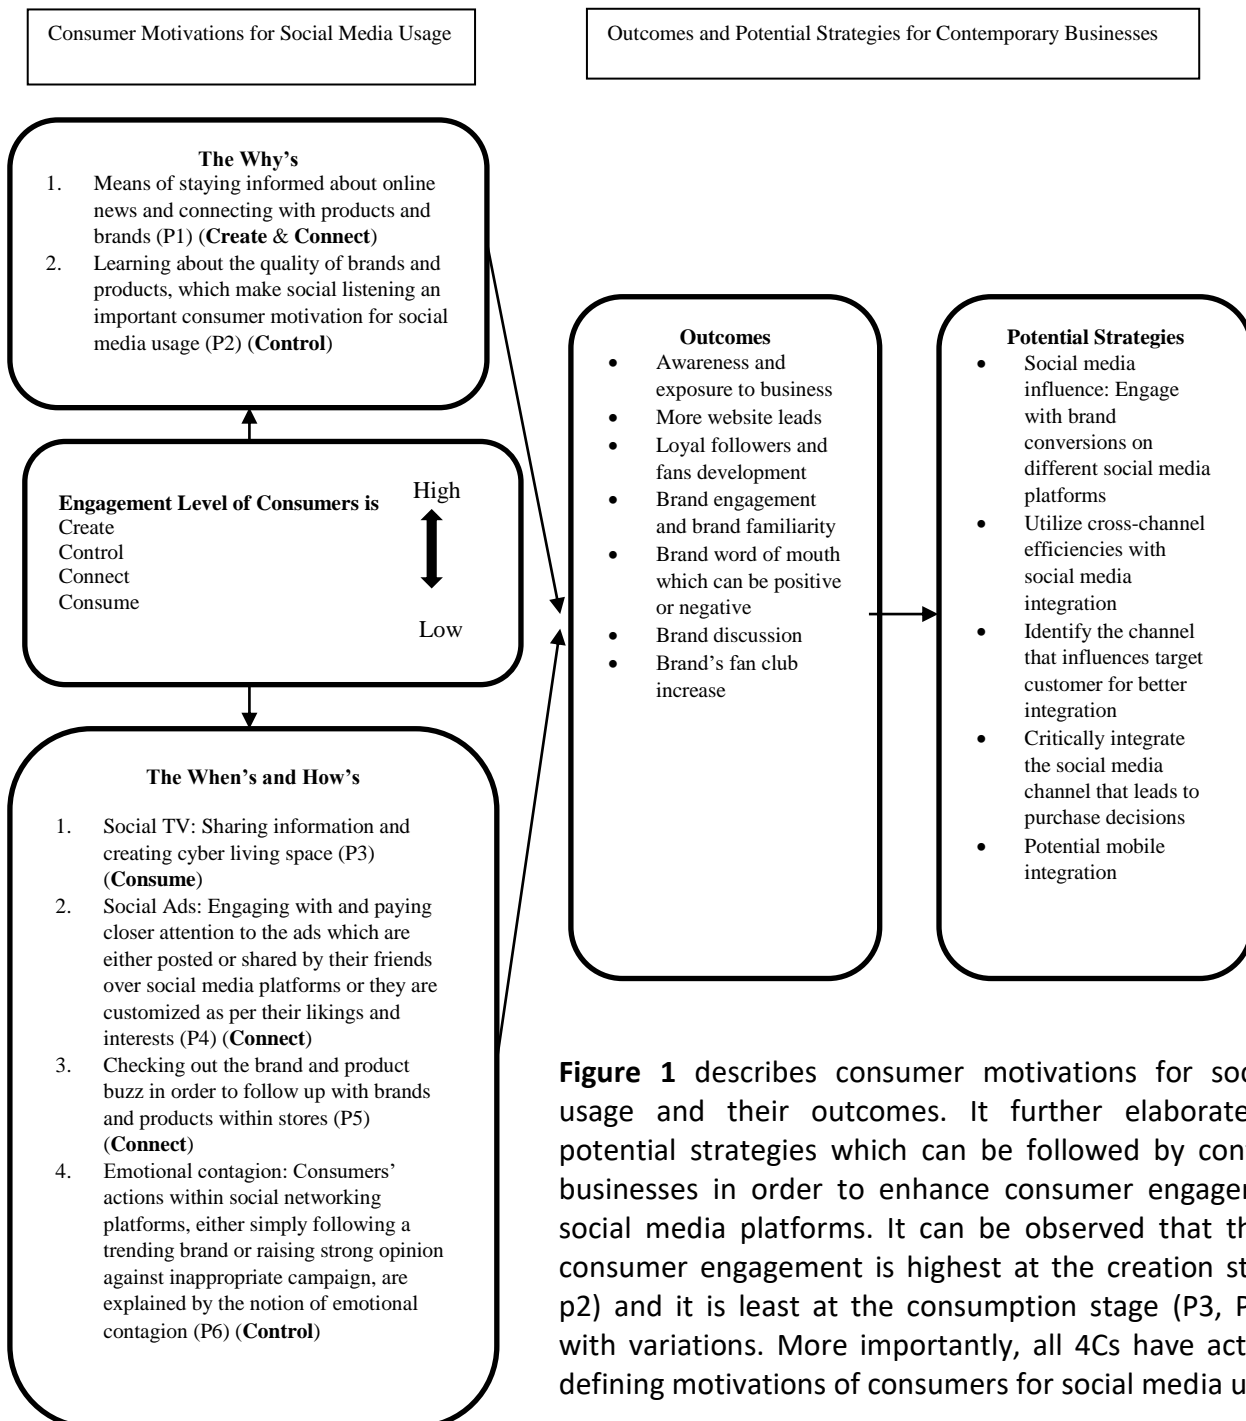 Consumer Motivations for Social Media Usage
Outcomes and Potential Strategies for Contemporary Businesses
The Why's
1. Means of staying informed about online
news and connecting with products and
brands (P1) (Create & Connect)
2. Learning about the quality of brands and
products, which make social listening an
important consumer motivation for social
media usage (P2) (Control)
Engagement Level of Consumers is
Create
Control
Connect
Consume
High
Low
The When's and How's
1. Social TV: Sharing information and
creating cyber living space (P3)
(Consume)
2. Social Ads: Engaging with and paying
closer attention to the ads which are
either posted or shared by their friends
over social media platforms or they are
customized as per their likings and
interests (P4) (Connect)
3. Checking out the brand and product
buzz in order to follow up with brands
and products within stores (P5)
(Connect)
4. Emotional contagion: Consumers'
actions within social networking
platforms, either simply following a
trending brand or raising strong opinion
against inappropriate campaign, are
explained by the notion of emotional
contagion (P6) (Control)
Outcomes
• Awareness and
exposure to business
• More website leads
• Loyal followers and
fans development
• Brand engagement
and brand familiarity
• Brand word of mouth
which can be positive
or negative
• Brand discussion
• Brand's fan club
increase
Potential Strategies
• Social media
influence: Engage
with brand
conversions on
different social media
platforms
• Utilize cross-channel
efficiencies with
social media
integration
• Identify the channel
that influences target
customer for better
integration
• Critically integrate
the social media
channel that leads to
purchase decisions
• Potential mobile
integration
Figure 1 describes consumer motivations for soc
usage and their outcomes. It further elaborate
potential strategies which can be followed by con
businesses in order to enhance consumer engage
social media platforms. It can be observed that th
consumer engagement is highest at the creation st
p2) and it is least at the consumption stage (P3, P
with variations. More importantly, all 4Cs have act
defining motivations of consumers for social media u